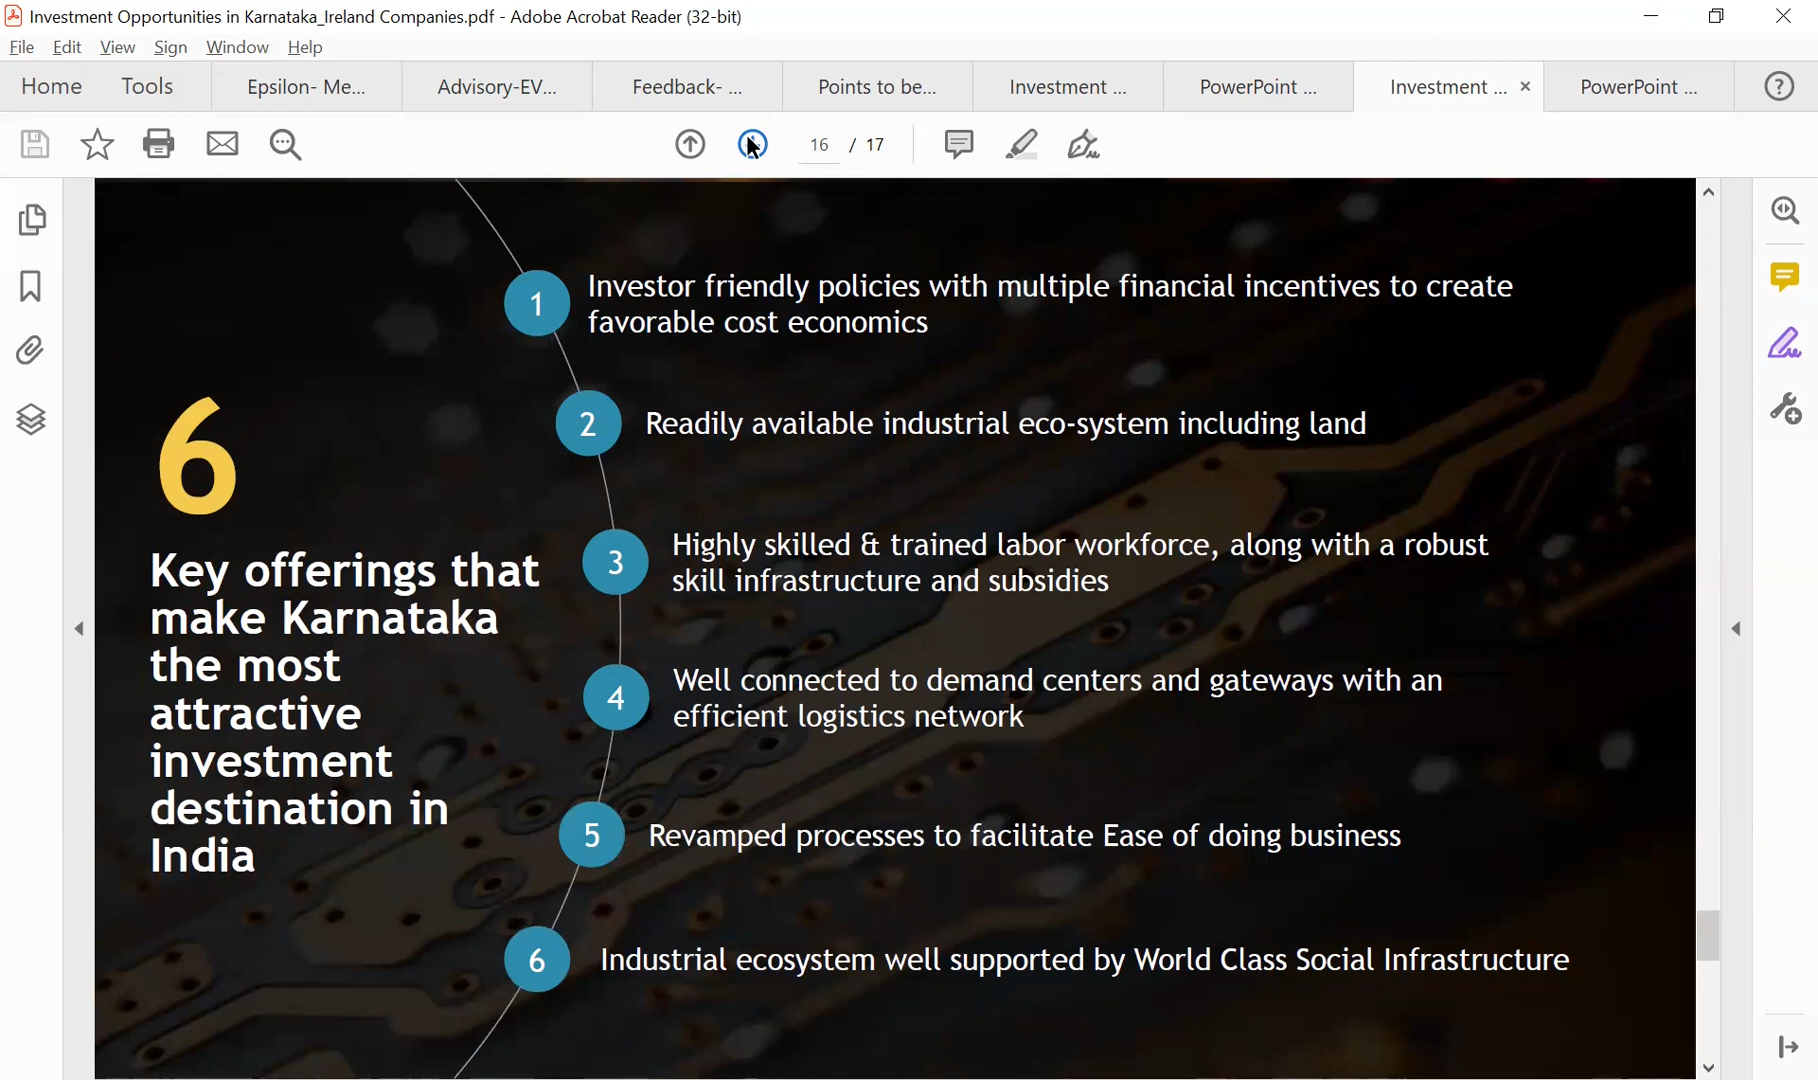 Investment Opportunities in Karnataka_Ireland Companies.pdf - Adobe Acrobat Reader (32-bit)
File Edit View Sign Window Help
Home Tools Epsilon- Me... Advisory-EV... Feedback- ... Points to be... Investment ... PowerPoint ... Investment ... × PowerPoint ... ?
16 / 17
6
Key offerings that
make Karnataka
the most
attractive
investment
destination in
India
1
Investor friendly policies with multiple financial incentives to create
favorable cost economics
2
Readily available industrial eco-system including land
3
Highly skilled & trained labor workforce, along with a robust
skill infrastructure and subsidies
4
Well connected to demand centers and gateways with an
efficient logistics network
5
Revamped processes to facilitate Ease of doing business
6
Industrial ecosystem well supported by World Class Social Infrastructure